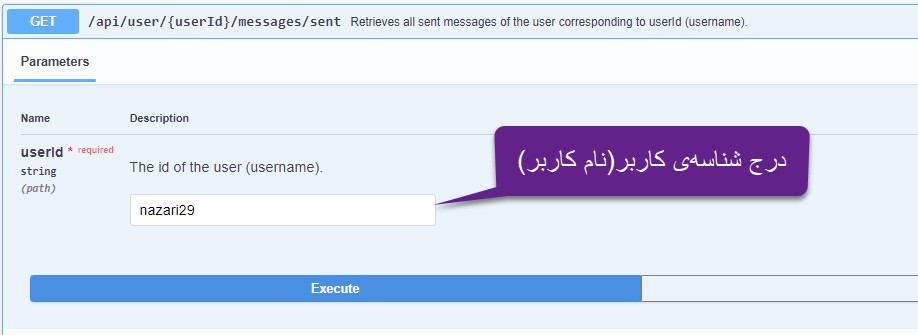 GET /api/user/{userId}/messages/sent Retrieves all sent messages of the user corresponding to userId (username).
Parameters
Name Description
userId * required
string
(path)
The id of the user (username).
nazari29
درج شناسه‌ی کاربر(نام کاربر)
Execute